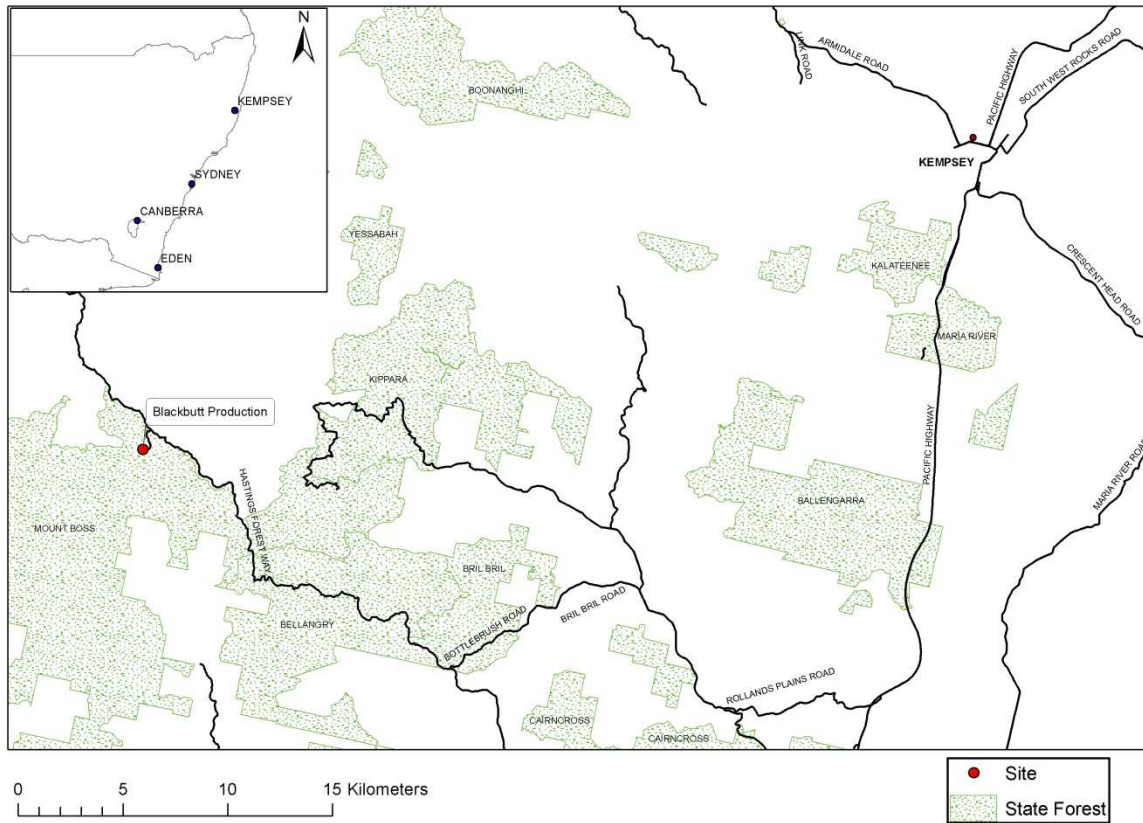 N
KEMPSEY
SYDNEY
CANBERRA
EDEN
BOONANGHI
LINK ROAD
ARMIDALE ROAD
PACIFIC HIGHWAY
SOUTH WEST ROCKS ROAD
KEMPSEY
YESSABAH
KALATEENEE
CRESCENT HEAD ROAD
MARIA RIVER
KIPPARA
Blackbutt Production
HASTINGS FOREST WAY
PACIFIC HIGHWAY
MARIA RIVER ROAD
BALLENGARRA
MOUNT BOSS
BRIL BRIL
BELLANGRY
BOTTLEBRUSH ROAD
BRIL BRIL ROAD
ROLLANDS PLAINS ROAD
CAIRNCROSS
CAIRNCROSS
0 5 10 15 Kilometers
Site
State Forest